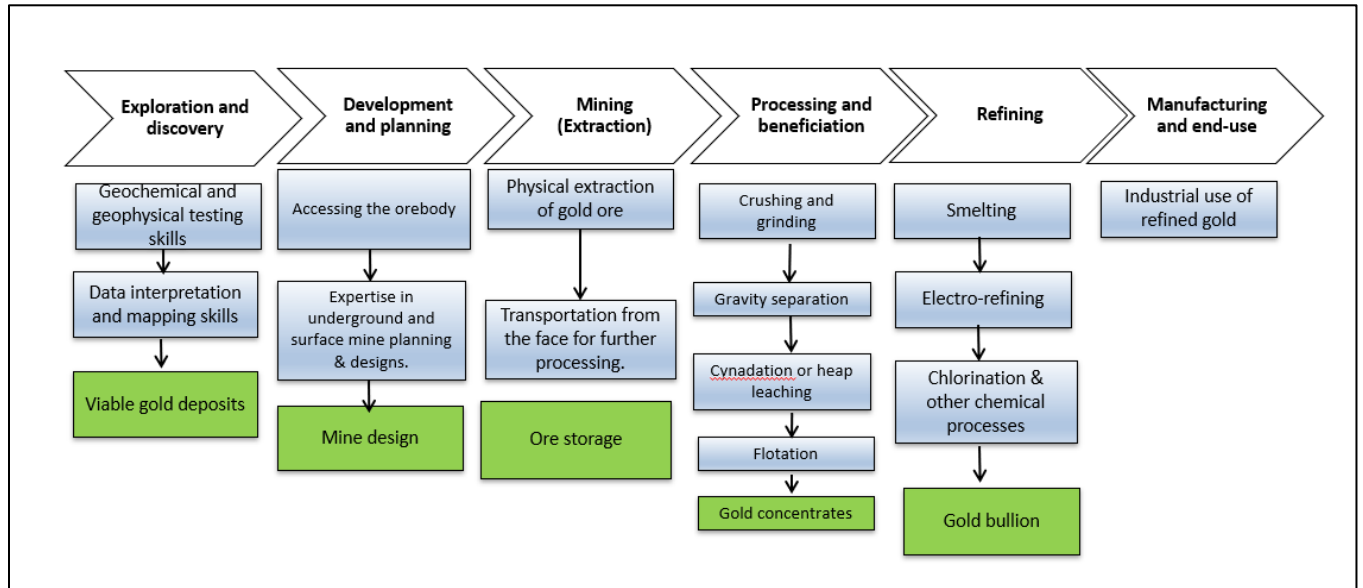 Exploration and
discovery
Development
and planning
Mining
(Extraction)
Processing and
beneficiation
Refining
Manufacturing
and end-use
Geochemical and
geophysical testing
skills
Data interpretation
and mapping skills
Viable gold deposits
Accessing the orebody
Expertise in
underground and
surface mine planning
& designs.
Mine design
Physical extraction
of gold ore
Transportation from
the face for further
processing.
Ore storage
Crushing and
grinding
Gravity separation
Cynadation or heap
leaching
Flotation
Gold concentrates
Smelting
Electro-refining
Chlorination &
other chemical
processes
Gold bullion
Industrial use of
refined gold